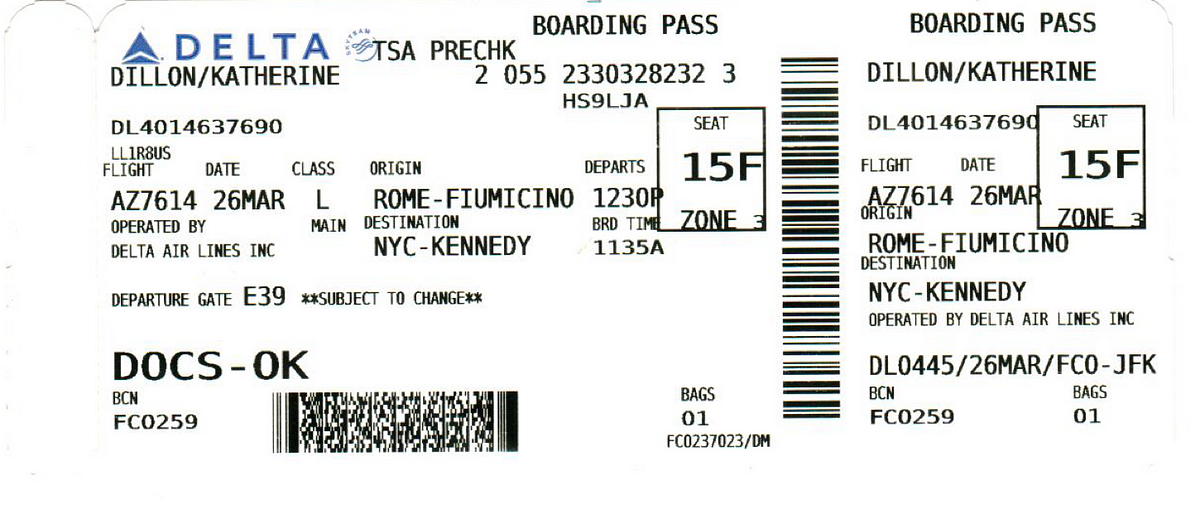 BOARDING PASS
DELTA SKYTEAM TSA PRECHK
DILLON/KATHERINE 2 055 2330328232 3
HS9LJA
DL4014637690
LL1R8US
SEAT
15F
ZONE 3
FLIGHT DATE CLASS ORIGIN DEPARTS
AZ7614 26MAR L ROME-FIUMICINO 1230P
OPERATED BY MAIN DESTINATION BRD TIME
DELTA AIR LINES INC NYC-KENNEDY 1135A
DEPARTURE GATE E39 **SUBJECT TO CHANGE**
DOCS-OK
BCN BAGS
FCO259 01
FCO237023/DM
BOARDING PASS
DILLON/KATHERINE
DL4014637690
SEAT
15F
ZONE 3
FLIGHT DATE
AZ7614 26MAR
ORIGIN
ROME-FIUMICINO
DESTINATION
NYC-KENNEDY
OPERATED BY DELTA AIR LINES INC
DL0445/26MAR/FCO-JFK
BCN BAGS
FCO259 01